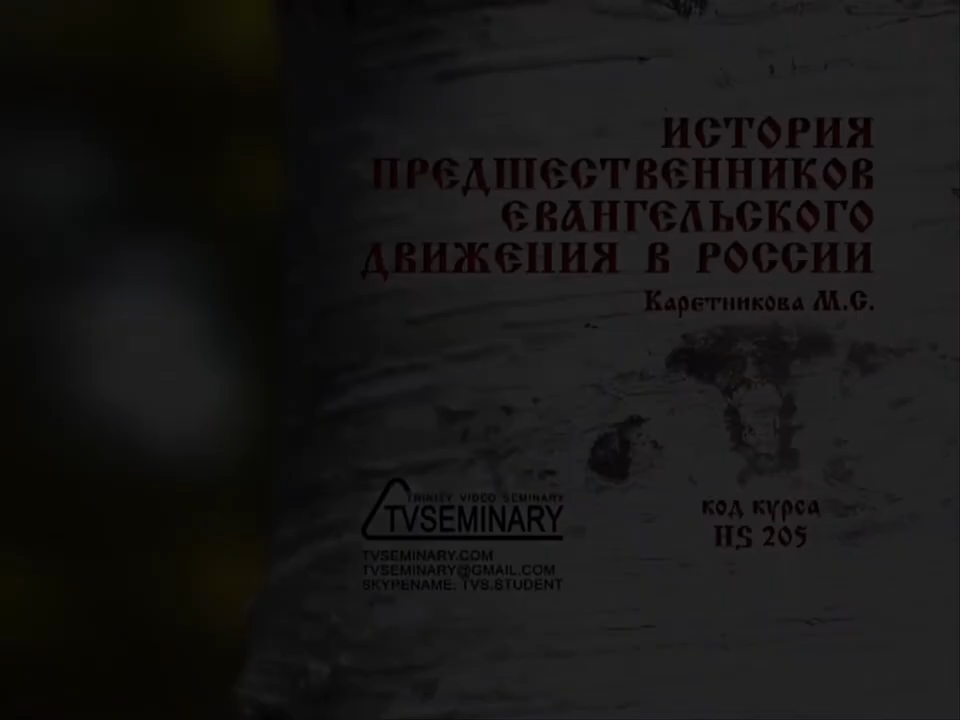 ИСТОРИЯ
ПРЕДШЕСТВЕННИКОВ
ЕВАНГЕЛЬСКОГО
ДВИЖЕНИЯ В РОССИИ
Каретникова М.С.
TRINITY VIDEO SEMINARY
TVSEMINARY
TVSEMINARY.COM
TVSEMINARY@GMAIL.COM
SKYPENAME: TVS.STUDENT
код курса
HS 205